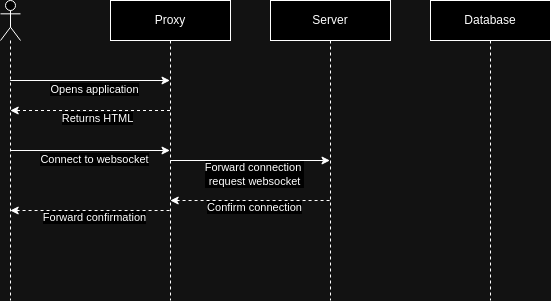 Proxy
Server
Database
Opens application
Returns HTML
Connect to websocket
Forward connection
request websocket
Confirm connection
Forward confirmation